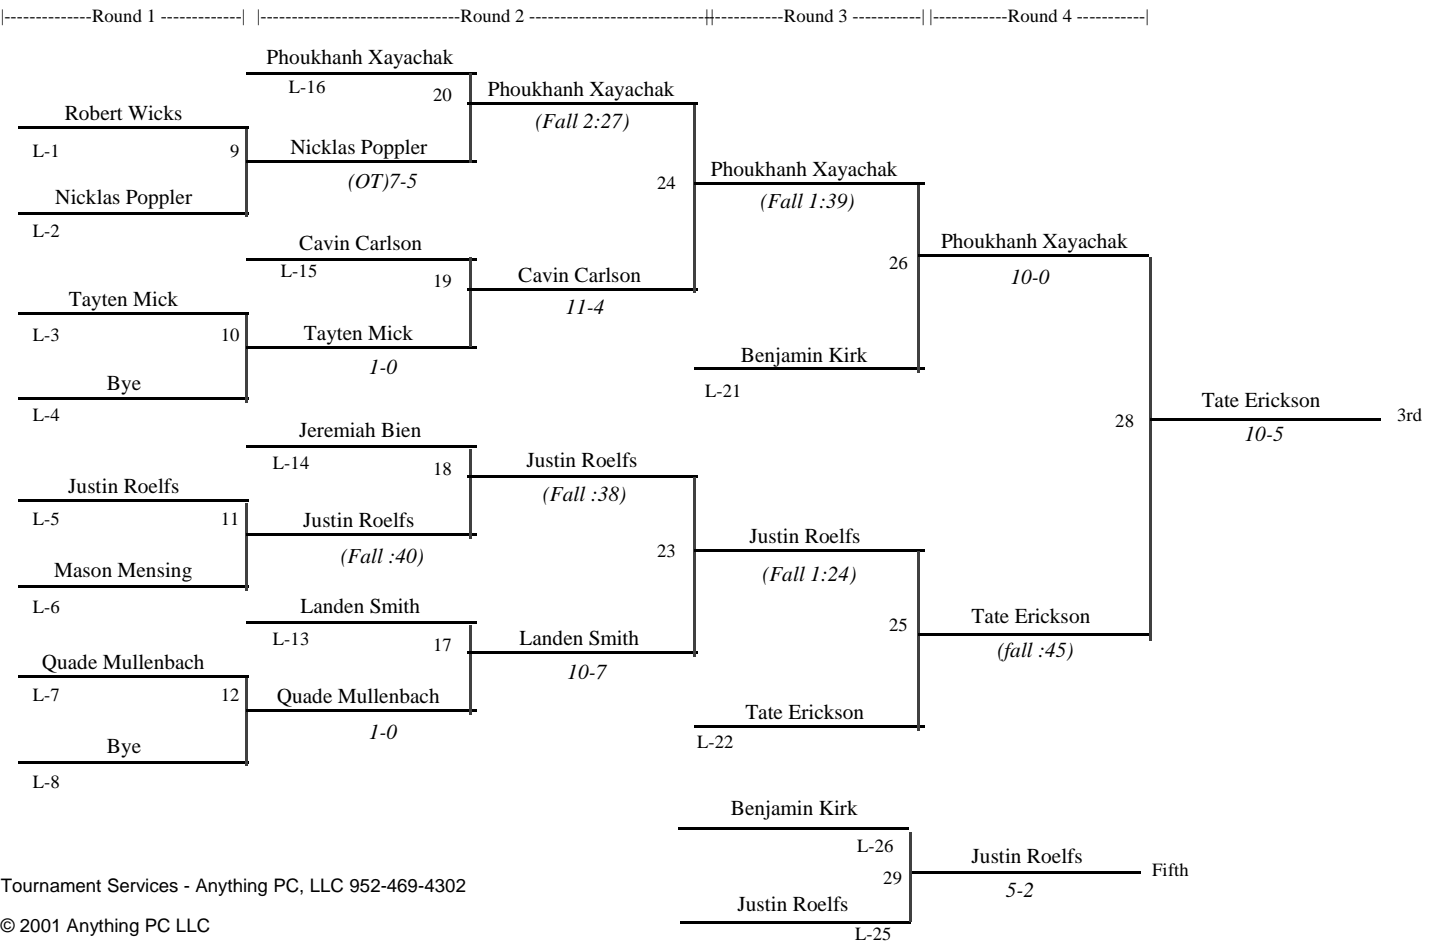 |--------------Round 1 -------------| |--------------------------------Round 2 ----------------------------||------------Round 3 -----------| |------------Round 4 -----------|
Phoukhanh Xayachak
L-16
20
Phoukhanh Xayachak
(Fall 2:27)
Robert Wicks
L-1
9
Nicklas Poppler
(OT)7-5
Nicklas Poppler
L-2
24
Phoukhanh Xayachak
(Fall 1:39)
Cavin Carlson
L-15
19
Cavin Carlson
11-4
Tayten Mick
L-3
10
Tayten Mick
1-0
Bye
L-4
26
Phoukhanh Xayachak
10-0
Benjamin Kirk
L-21
28
Tate Erickson
10-5
3rd
Jeremiah Bien
L-14
18
Justin Roelfs
(Fall :38)
Justin Roelfs
L-5
11
Justin Roelfs
(Fall :40)
Mason Mensing
L-6
23
Justin Roelfs
(Fall 1:24)
Landen Smith
L-13
17
Landen Smith
10-7
Quade Mullenbach
L-7
12
Quade Mullenbach
1-0
Bye
L-8
25
Tate Erickson
(fall :45)
Tate Erickson
L-22
Benjamin Kirk
L-26
29
Justin Roelfs
5-2
Fifth
Justin Roelfs
L-25
Tournament Services - Anything PC, LLC 952-469-4302
© 2001 Anything PC LLC